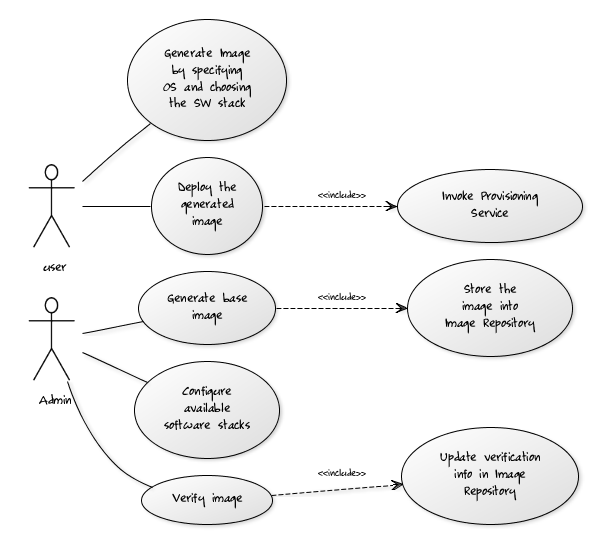 Generate Image
by specifying
OS and choosing
the SW stack
Deploy the
generated
image
<<include>>
Invoke Provisioning
Service
user
Generate base
image
<<include>>
Store the
image into
Image Repository
Admin
Configure
available
software stacks
Verify image
<<include>>
Update verification
info in Image
Repository